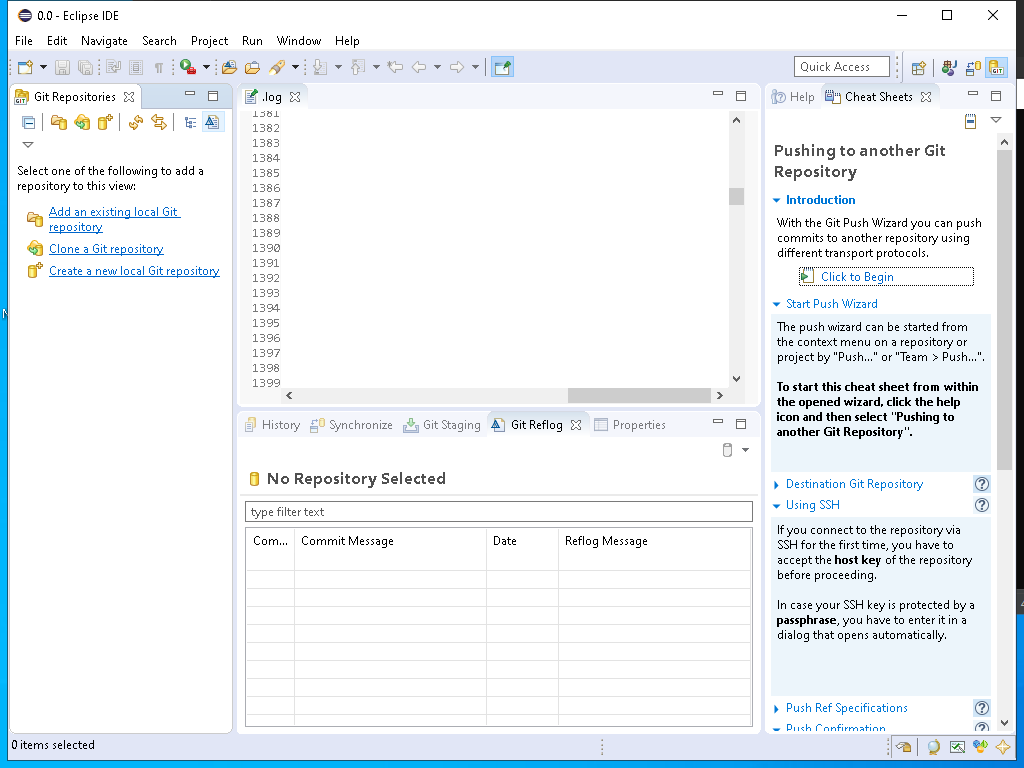 0.0 - Eclipse IDE
File Edit Navigate Search Project Run Window Help
Quick Access
Git Repositories
Select one of the following to add a
repository to this view:
Add an existing local Git
repository
Clone a Git repository
Create a new local Git repository
.log
1381
1382
1383
1384
1385
1386
1387
1388
1389
1390
1391
1392
1393
1394
1395
1396
1397
1398
1399
History Synchronize Git Staging Git Reflog Properties
No Repository Selected
type filter text
Com... Commit Message Date Reflog Message
Help Cheat Sheets
Pushing to another Git
Repository
Introduction
With the Git Push Wizard you can push
commits to another repository using
different transport protocols.
Click to Begin
Start Push Wizard
The push wizard can be started from
the context menu on a repository or
project by "Push..." or "Team > Push...".
To start this cheat sheet from within
the opened wizard, click the help
icon and then select "Pushing to
another Git Repository".
Destination Git Repository
Using SSH
If you connect to the repository via
SSH for the first time, you have to
accept the host key of the repository
before proceeding.
In case your SSH key is protected by a
passphrase, you have to enter it in a
dialog that opens automatically.
Push Ref Specifications
Push Confirmation
0 items selected